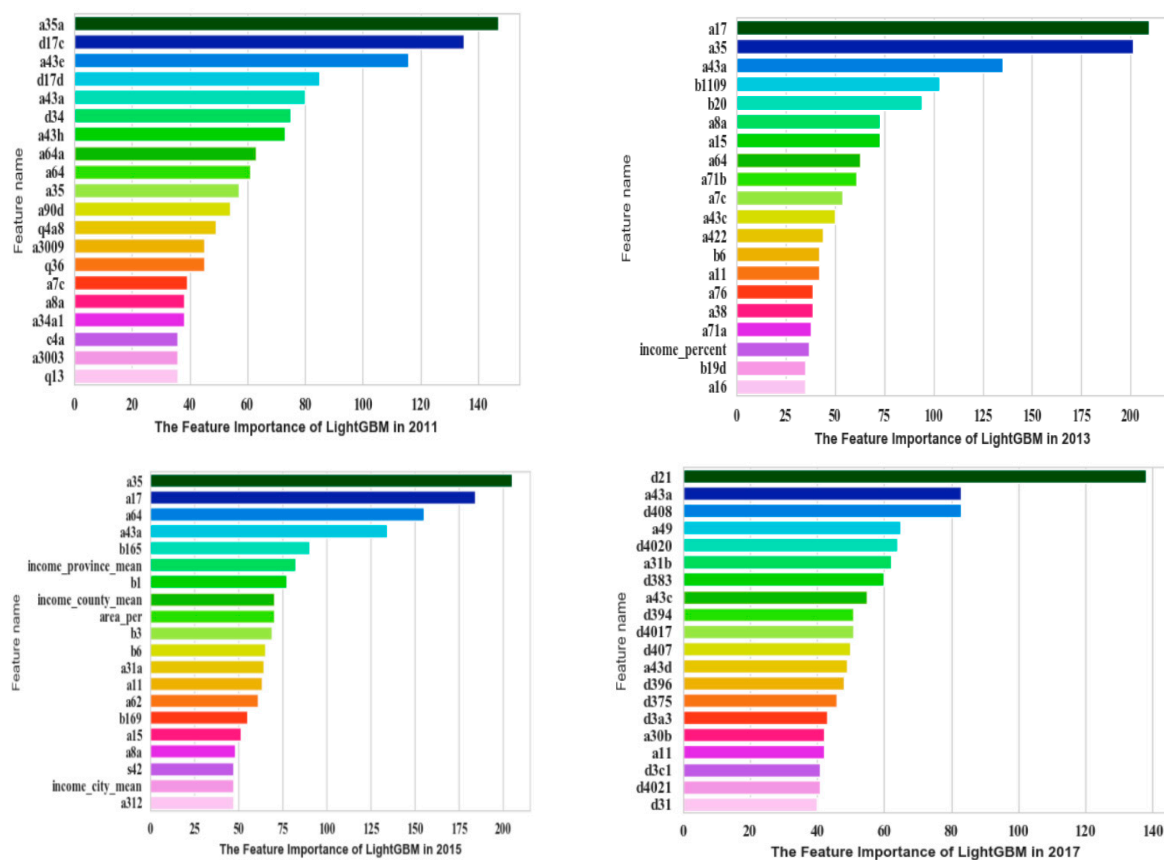 a35a
d17c
a43e
d17d
a43a
d34
a43h
a64a
a64
a35
a90d
q4a8
a3009
q36
a7c
a8a
a34a1
c4a
a3003
q13
Feature name
0 20 40 60 80 100 120 140
The Feature Importance of LightGBM in 2011
a17
a35
a43a
b1109
b20
a8a
a15
a64
a71b
a7c
a43c
a422
b6
a11
a76
a38
a71a
income_percent
b19d
a16
Feature name
0 25 50 75 100 125 150 175 200
The Feature Importance of LightGBM in 2013
a35
a17
a64
a43a
b165
income_province_mean
b1
income_county_mean
area_per
b3
b6
a31a
a11
a62
b169
a15
a8a
s42
income_city_mean
a312
Feature name
0 25 50 75 100 125 150 175 200
The Feature Importance of LightGBM in 2015
d21
a43a
d408
a49
d4020
a31b
d383
a43c
d394
d4017
d407
a43d
d396
d375
d3a3
a30b
a11
d3c1
d4021
d31
Feature name
0 20 40 60 80 100 120 140
The Feature Importance of LightGBM in 2017